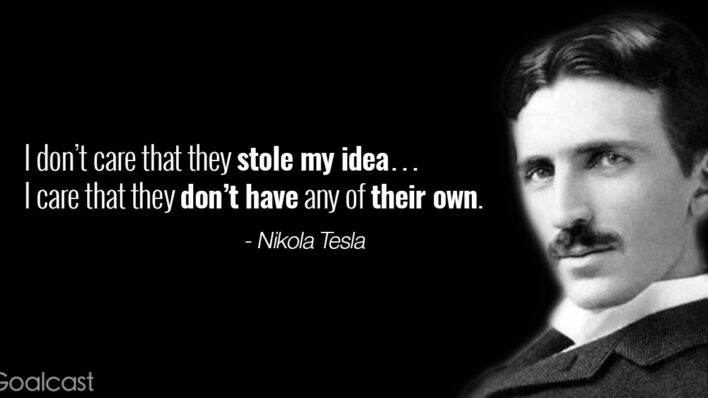 I don’t care that they stole my idea…
I care that they don’t have any of their own.
- Nikola Tesla
Goalcast